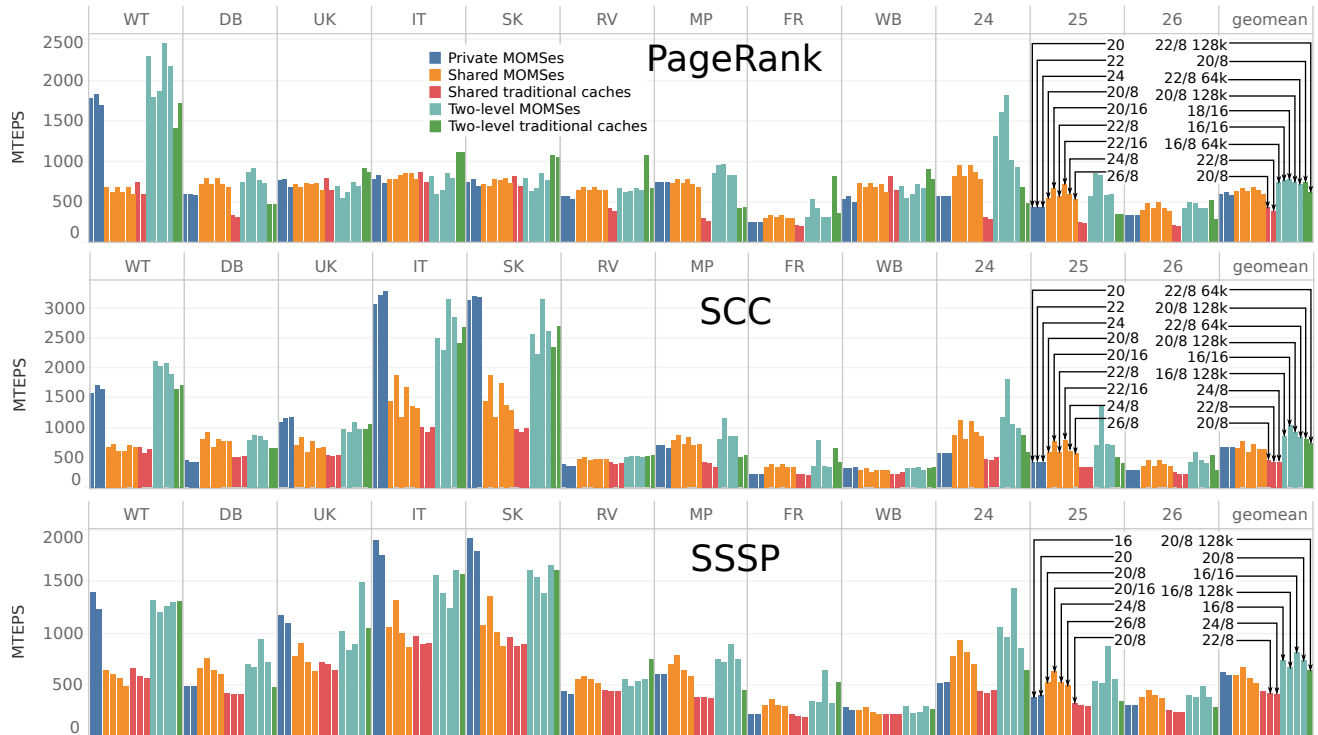 WT DB UK IT SK RV MP FR WB 24 25 26 geomean
PageRank
MTEPS
2500
2000
1500
1000
500
0
Private MOMSes
Shared MOMSes
Shared traditional caches
Two-level MOMSes
Two-level traditional caches
20
22
24
20/8
20/16
22/8
22/16
24/8
26/8
22/8 128k
20/8
22/8 64k
20/8 128k
18/16
16/16
16/8 64k
22/8
20/8
WT DB UK IT SK RV MP FR WB 24 25 26 geomean
SCC
MTEPS
3000
2500
2000
1500
1000
500
0
20
22
24
20/8
20/16
22/8
22/16
24/8
26/8
22/8 64k
20/8 128k
22/8 64k
20/8 128k
16/16
16/8 128k
24/8
22/8
20/8
WT DB UK IT SK RV MP FR WB 24 25 26 geomean
SSSP
MTEPS
2000
1500
1000
500
0
16
20
20/8
20/16
24/8
26/8
20/8
20/8 128k
20/8
16/16
16/8 128k
16/8
24/8
22/8